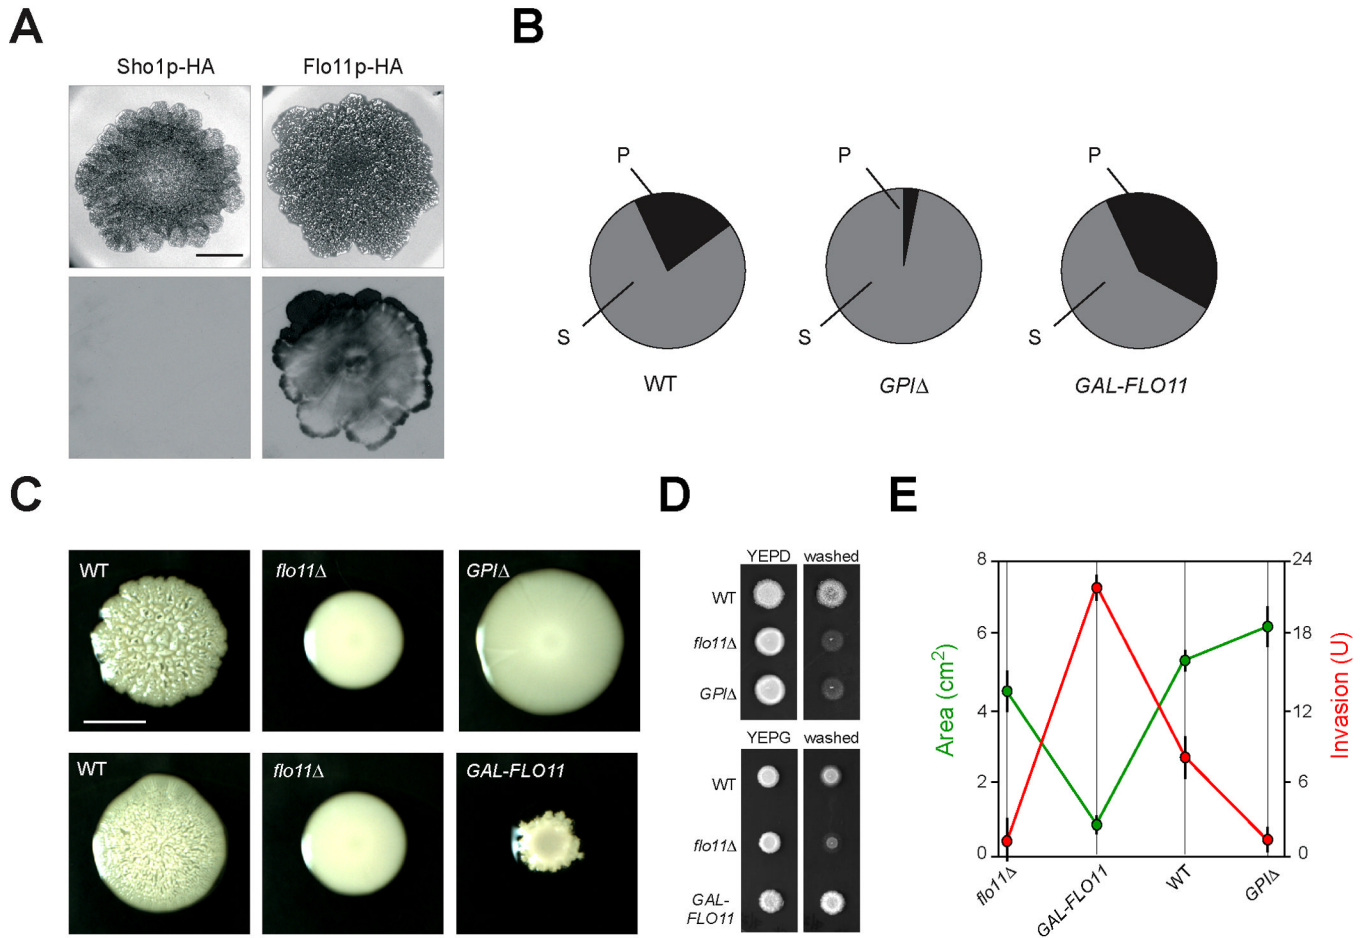 A
Sho1p-HA
Flo11p-HA
B
P
S
WT
P
S
GPIΔ
P
S
GAL-FLO11
C
WT
flo11Δ
GPIΔ
WT
flo11Δ
GAL-FLO11
D
YEPD
washed
WT
flo11Δ
GPIΔ
YEPG
washed
WT
flo11Δ
GAL-
FLO11
E
8
6
4
2
0
Area (cm²)
24
18
12
6
0
Invasion (U)
flo11Δ
GAL-FLO11
WT
GPIΔ